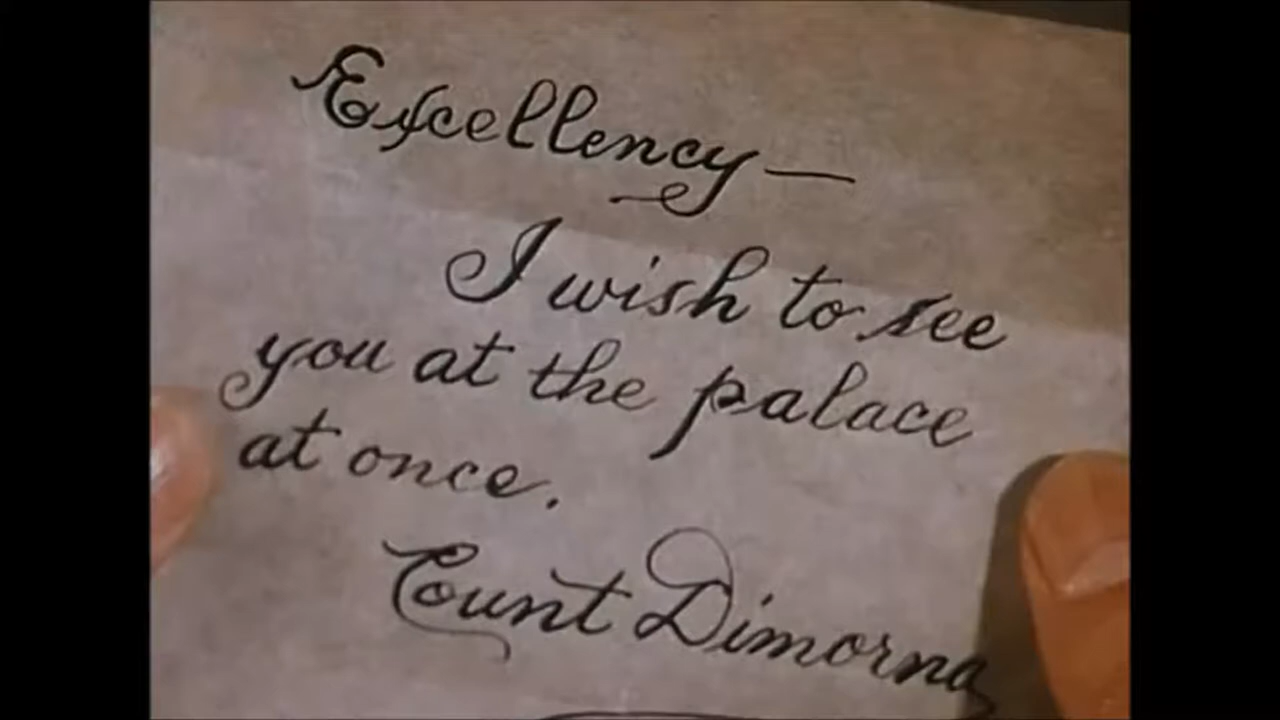 Excellency—
I wish to see
you at the palace
at once.
Count Dimorna